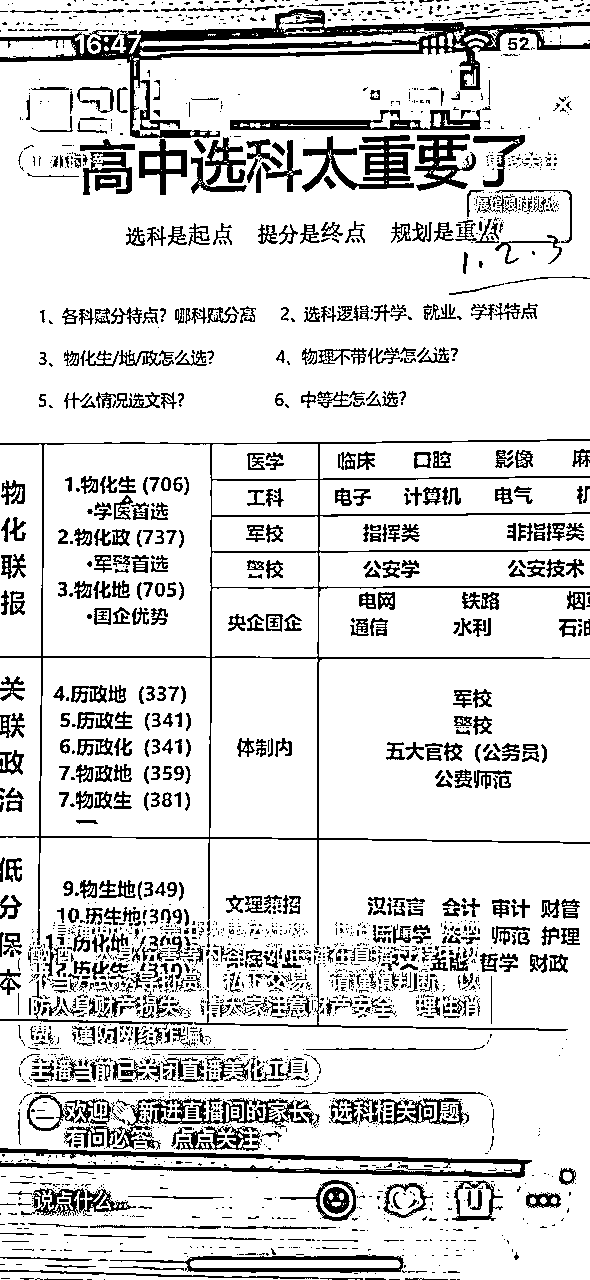 16:47
52
高中选科太重要了
选科是起点 提分是终点 规划是重点
1.2.3
1、各科赋分特点？哪科赋分高 2、选科逻辑:升学、就业、学科特点
3、物化生/地/政怎么选？ 4、物理不带化学怎么选？
5、什么情况选文科？ 6、中等生怎么选？
物化联报
1.物化生 (706)
•学医首选
2.物化政 (737)
•军警首选
3.物化地 (705)
•国企优势
医学 临床 口腔 影像 麻
工科 电子 计算机 电气 机
军校 指挥类 非指挥类
警校 公安学 公安技术
央企国企 电网 铁路 烟草
通信 水利 石油
关联政治
4.历政地 (337)
5.历政生 (341)
6.历政化 (341)
7.物政地 (359)
7.物政生 (381)
体制内
军校
警校
五大官校（公务员）
公费师范
低分保本
9.物生地(349)
10.历生地(309)
11.历化地 (309)
12.历化生 (310)
文理兼招
汉语言 会计 审计 财管
新闻学 法学 师范 护理
金融 哲学 财政
防人身财产损失。请大家注意财产安全，理性消
费，谨防网络诈骗。
主播当前已关闭直播美化工具
欢迎 新进直播间的家长，选科相关问题，
有问必答，点点关注
说点什么...